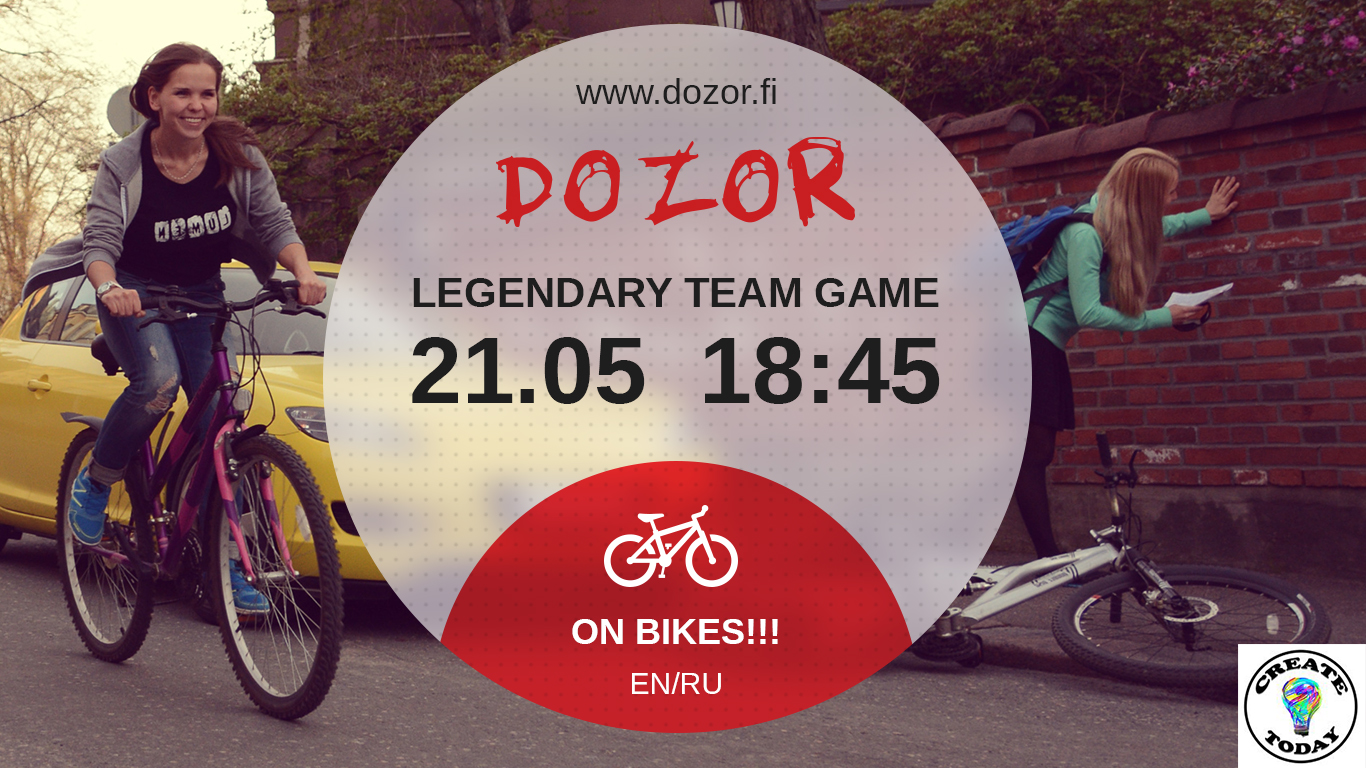 www.dozor.fi
DOZOR
LEGENDARY TEAM GAME
21.05 18:45
ON BIKES!!!
EN/RU
CREATE
TODAY